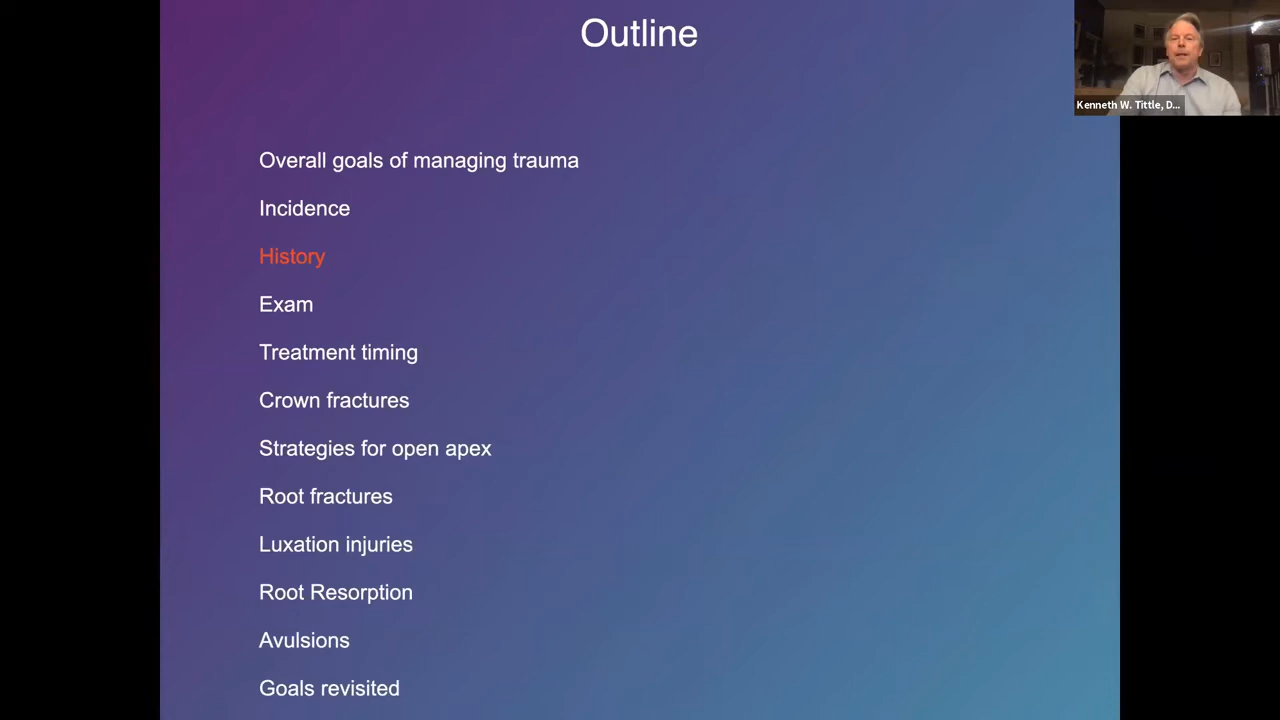 Outline
Kenneth W. Tittle, D...
Overall goals of managing trauma
Incidence
History
Exam
Treatment timing
Crown fractures
Strategies for open apex
Root fractures
Luxation injuries
Root Resorption
Avulsions
Goals revisited